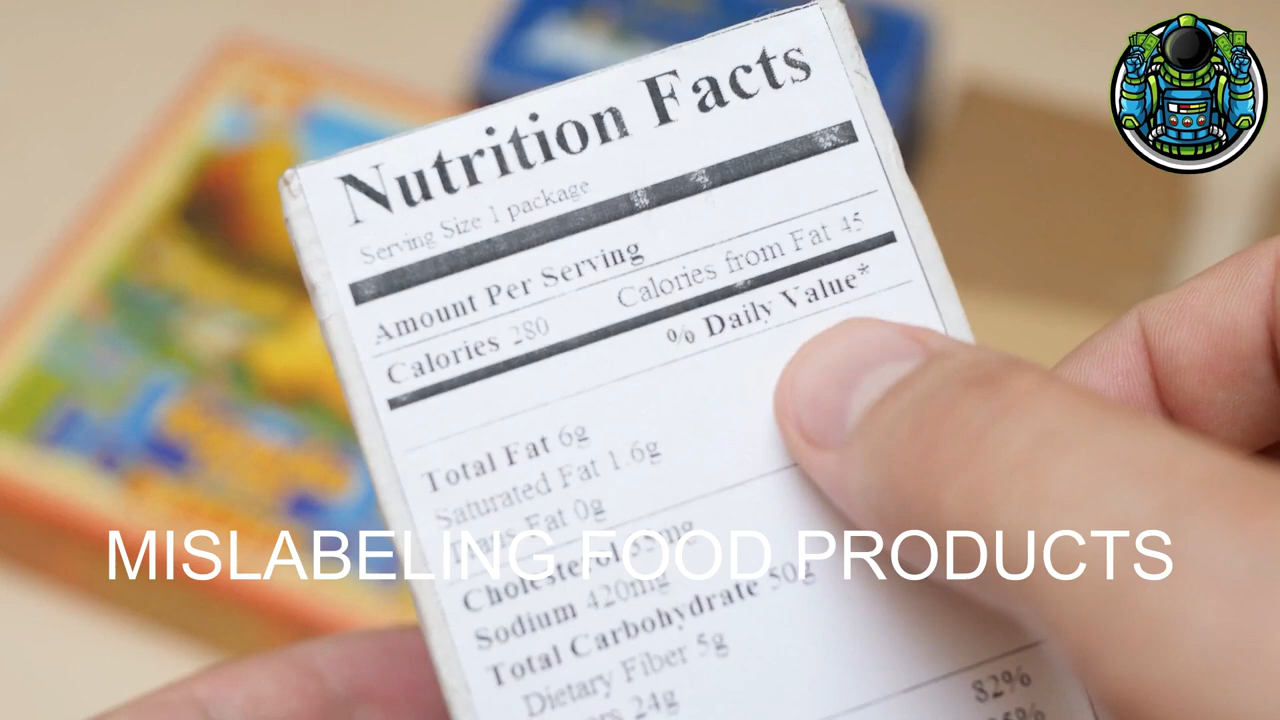 Nutrition Facts
Serving Size 1 package
Amount Per Serving
Calories 280 Calories from Fat 45
% Daily Value*
Total Fat 6g
Saturated Fat 1.6g
Fat 0g
MISLABELING FOOD PRODUCTS
Sodium 420mg
Total Carbohydrate 50g
Dietary Fiber 5g
24g
82%